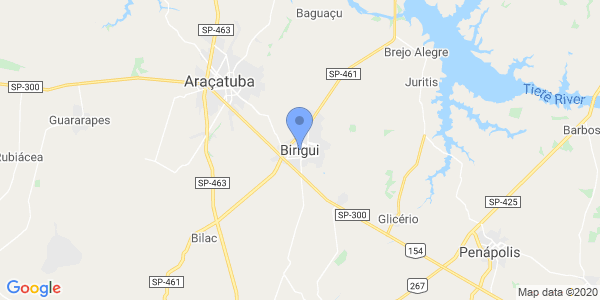 Baguaçu
SP-463
Brejo Alegre
SP-461
Araçatuba
Juritis
SP-300
Tietê River
Guararapes
Barbos
Birigui
Rubiácea
SP-463
SP-425
SP-300
Glicério
Bilac
154
Penápolis
SP-461
267
Google
Map data ©2020